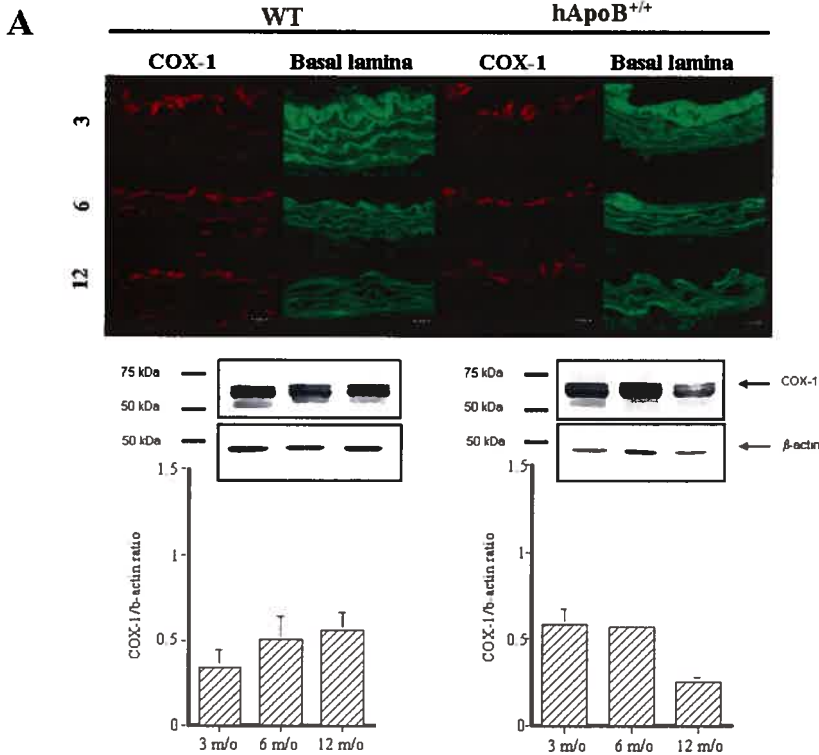 A
WT hApoB+/+
COX-1 Basal lamina COX-1 Basal lamina
3
6
12
75 kDa
50 kDa
50 kDa
75 kDa
50 kDa
50 kDa
COX-1
β-actin
1.5
1
0.5
0
COX-1/b-actin ratio
3 m/o 6 m/o 12 m/o
1.5
1
0.5
0
COX-1/b-actin ratio
3 m/o 6 m/o 12 m/o